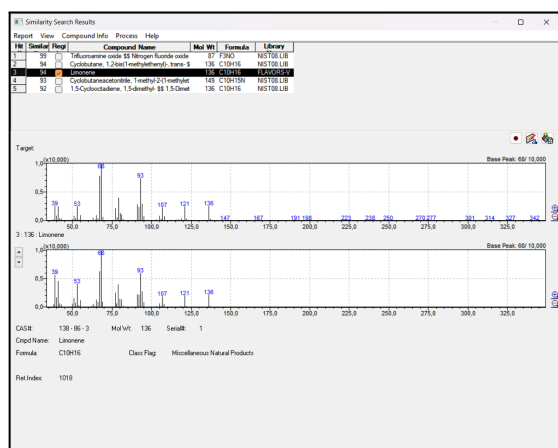 Similarity Search Results
Report View Compound Info Process Help
Hit Similar Regi Compound Name Mol Wt Formula Library
1 99 Trifluoroamine oxide $$ Nitrogen fluoride oxide 87 F3NO NIST08.LIB
2 94 Cyclobutane, 1,2-bis(1-methylethenyl)-, trans- $ 136 C10H16 NIST08.LIB
3 94 Limonene 136 C10H16 FLAVORS-V
4 93 Cyclobutaneacetonitrile, 1-methyl-2-(1-methylet 149 C10H15N NIST08.LIB
5 92 1,5-Cyclooctadiene, 1,5-dimethyl- $$ 1,5-Dimet 136 C10H16 NIST08.LIB
Target:
1,0 (x10,000) Base Peak: 68/ 10,000
68
93
0,5
39 53 107 121 136
147 167 191 198 223 238 250 270 277 301 314 327 342
0,0
50,0 75,0 100,0 125,0 150,0 175,0 200,0 225,0 250,0 275,0 300,0 325,0
3 : 136 : Limonene
1,0 (x10,000) Base Peak: 68/ 10,000
68
93
0,5
39 53 107 121 136
0,0
50,0 75,0 100,0 125,0 150,0 175,0 200,0 225,0 250,0 275,0 300,0 325,0
CAS#: 138 - 86 - 3 Mol Wt: 136 Serial#: 1
Cmpd Name: Limonene
Formula: C10H16 Class Flag: Miscellaneous Natural Products
Ret.Index: 1018